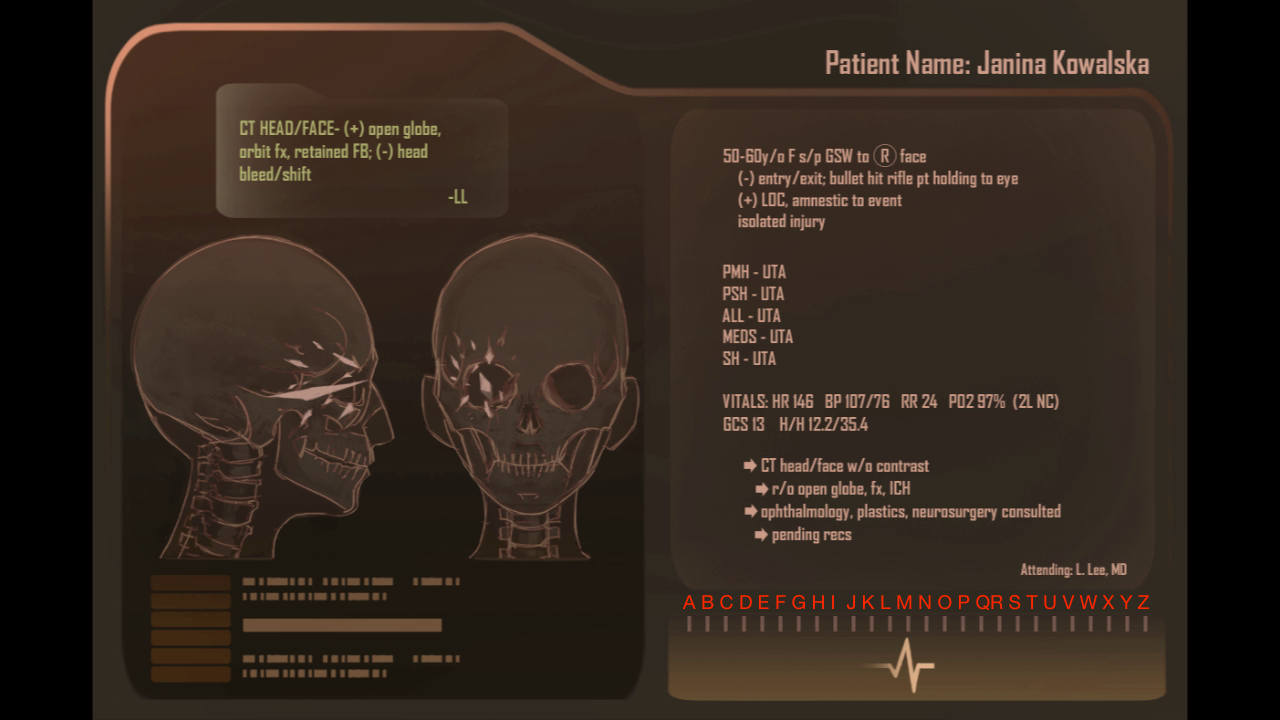 Patient Name: Janina Kowalska
CT HEAD/FACE- (+) open globe,
orbit fx, retained FB; (-) head
bleed/shift
-LL
50-60y/o F s/p GSW to R face
(-) entry/exit; bullet hit rifle pt holding to eye
(+) LOC, amnestic to event
isolated injury
PMH - UTA
PSH - UTA
ALL - UTA
MEDS - UTA
SH - UTA
VITALS: HR 146 BP 107/76 RR 24 PO2 97% (2L NC)
GCS 13 H/H 12.2/35.4
➡ CT head/face w/o contrast
➡ r/o open globe, fx, ICH
➡ ophthalmology, plastics, neurosurgery consulted
➡ pending recs
Attending: L. Lee, MD
A B C D E F G H I J K L M N O P Q R S T U V W X Y Z